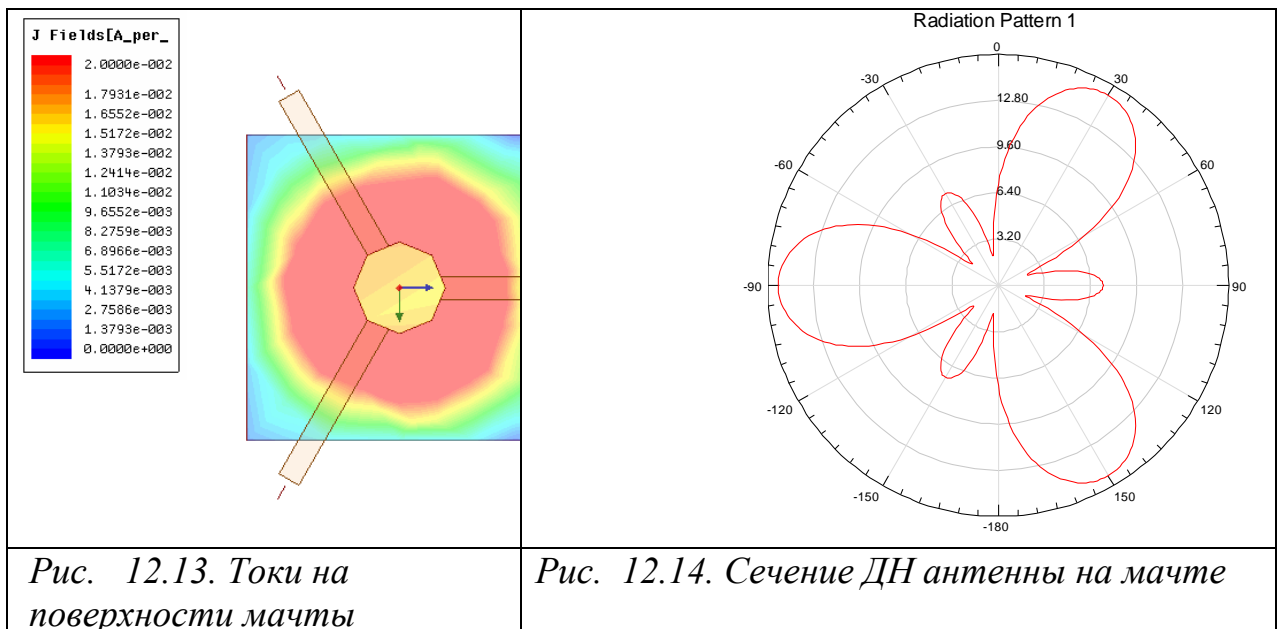 J Fields[A_per_
2.0000e-002
1.7931e-002
1.6552e-002
1.5172e-002
1.3793e-002
1.2414e-002
1.1034e-002
9.6552e-003
8.2759e-003
6.8966e-003
5.5172e-003
4.1379e-003
2.7586e-003
1.3793e-003
0.0000e+000
Radiation Pattern 1
0
30
60
90
120
150
-180
-150
-120
-90
-60
-30
12.80
9.60
6.40
3.20
Рис. 12.13. Токи на
поверхности мачты
Рис. 12.14. Сечение ДН антенны на мачте